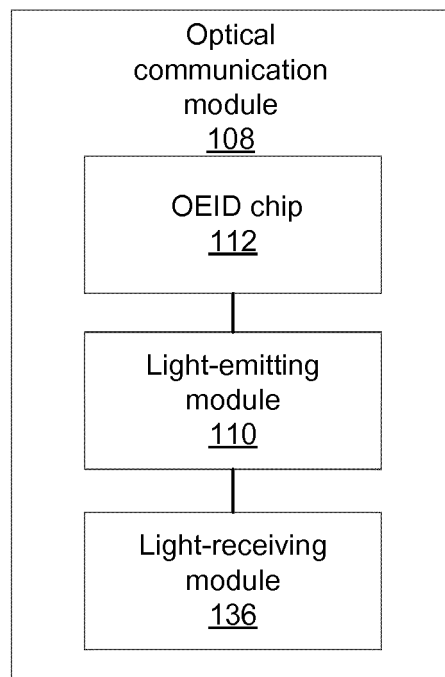 Optical
communication
module
108
OEID chip
112
Light-emitting
module
110
Light-receiving
module
136